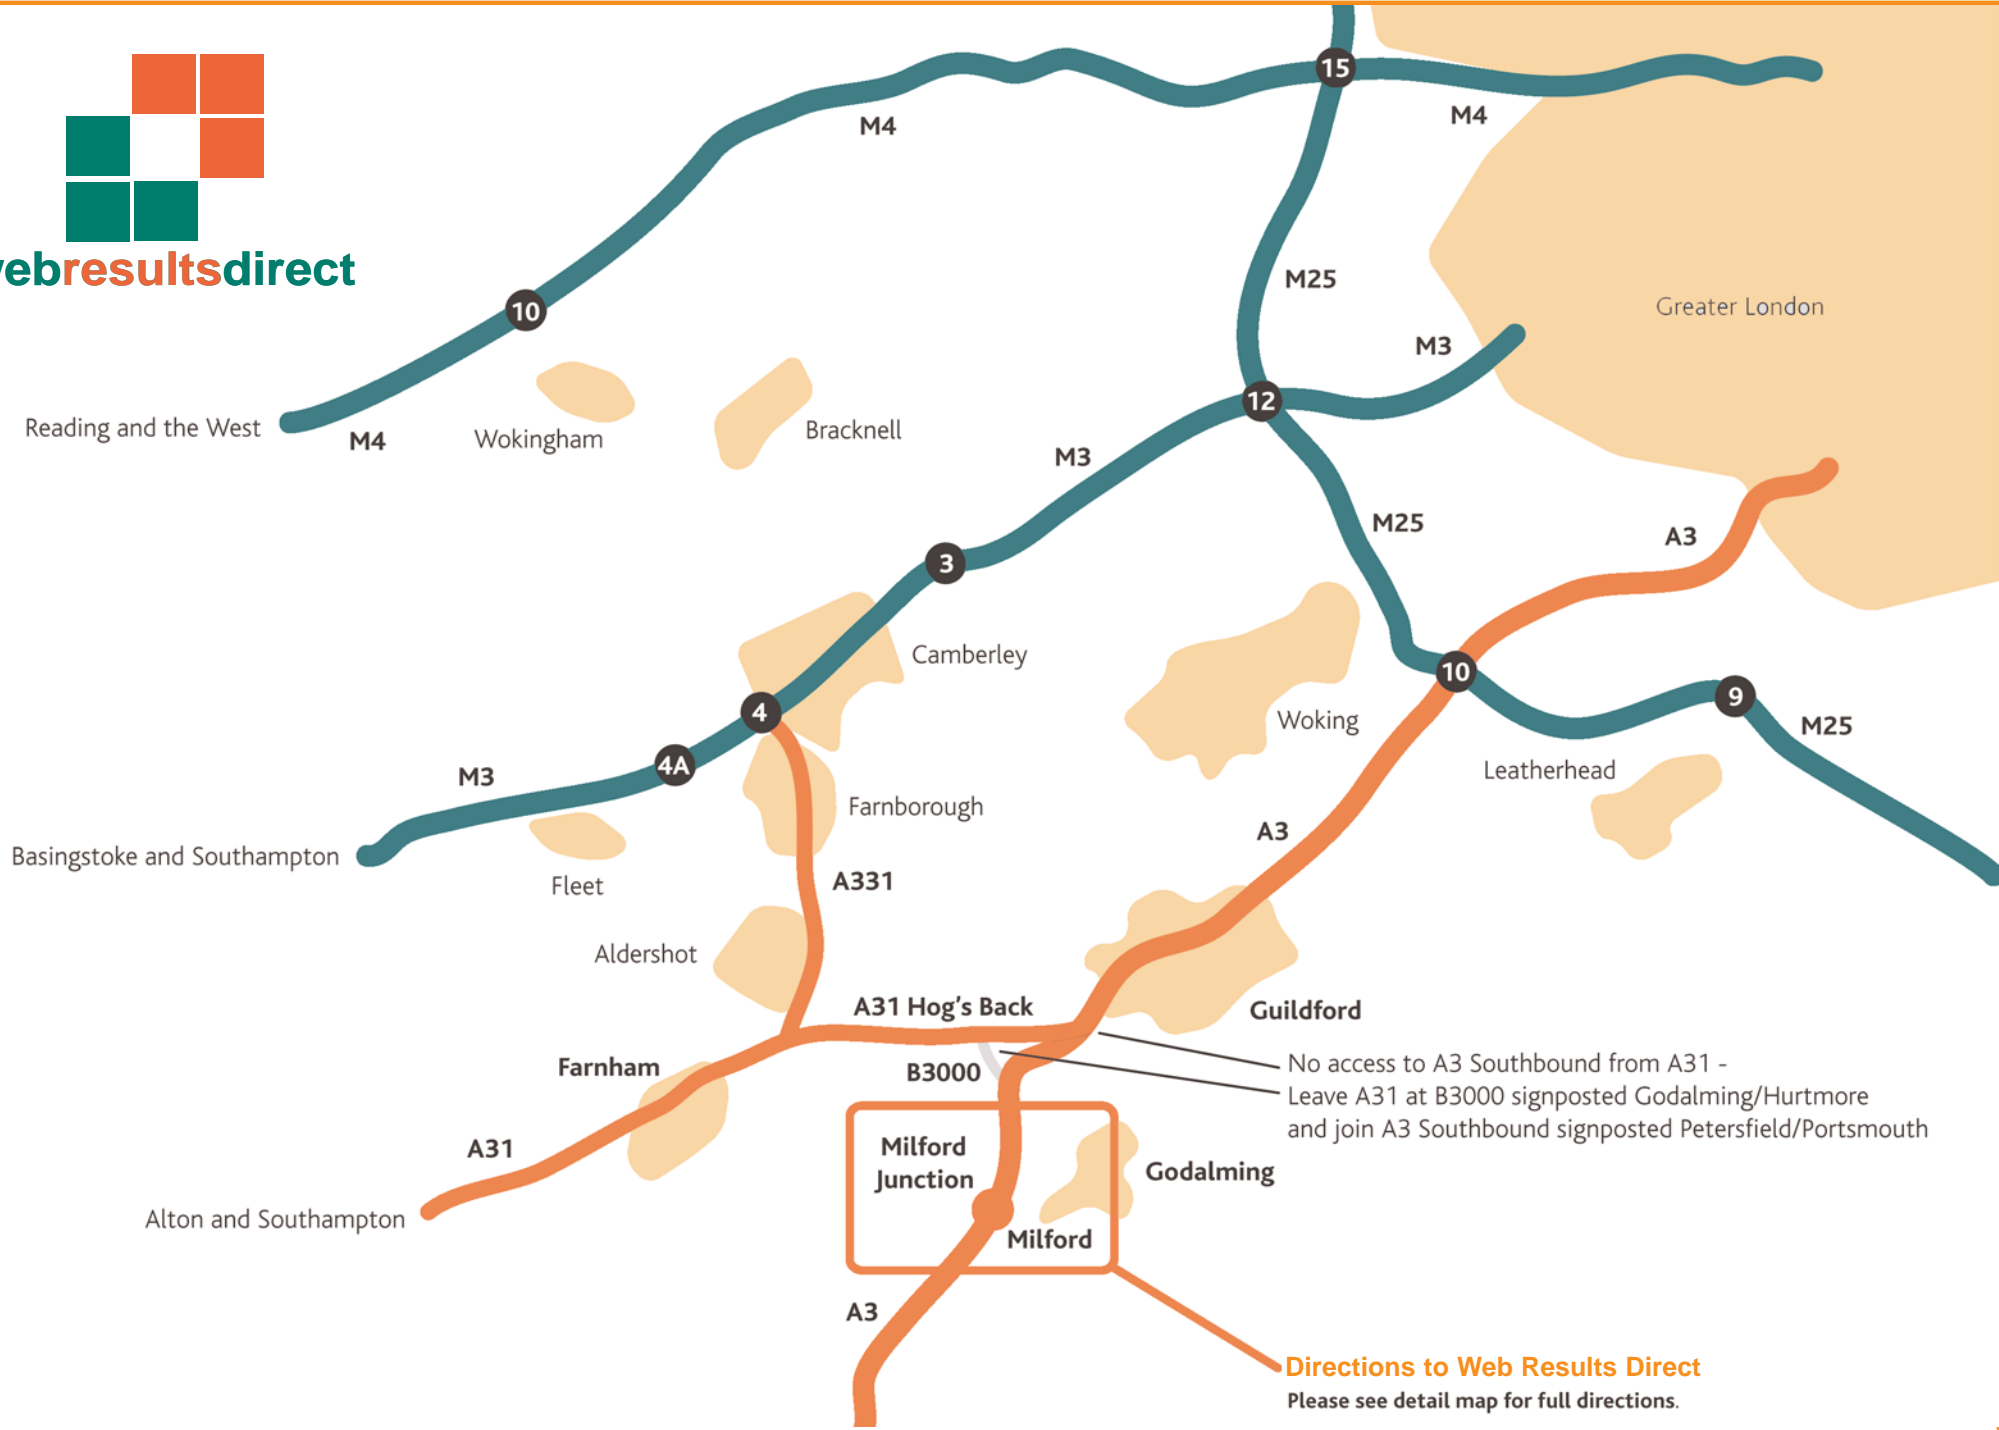 15
M4
M4
webresultsdirect
M25
Greater London
10
M3
12
Reading and the West
M4
Wokingham
Bracknell
M3
M25
A3
3
Camberley
10
4
Woking
9
M25
4A
M3
Leatherhead
Farnborough
A3
Basingstoke and Southampton
Fleet
A331
Aldershot
A31 Hog's Back
Guildford
Farnham
B3000
No access to A3 Southbound from A31 -
Leave A31 at B3000 signposted Godalming/Hurtmore
and join A3 Southbound signposted Petersfield/Portsmouth
A31
Milford
Junction
Godalming
Alton and Southampton
Milford
A3
Directions to Web Results Direct
Please see detail map for full directions.